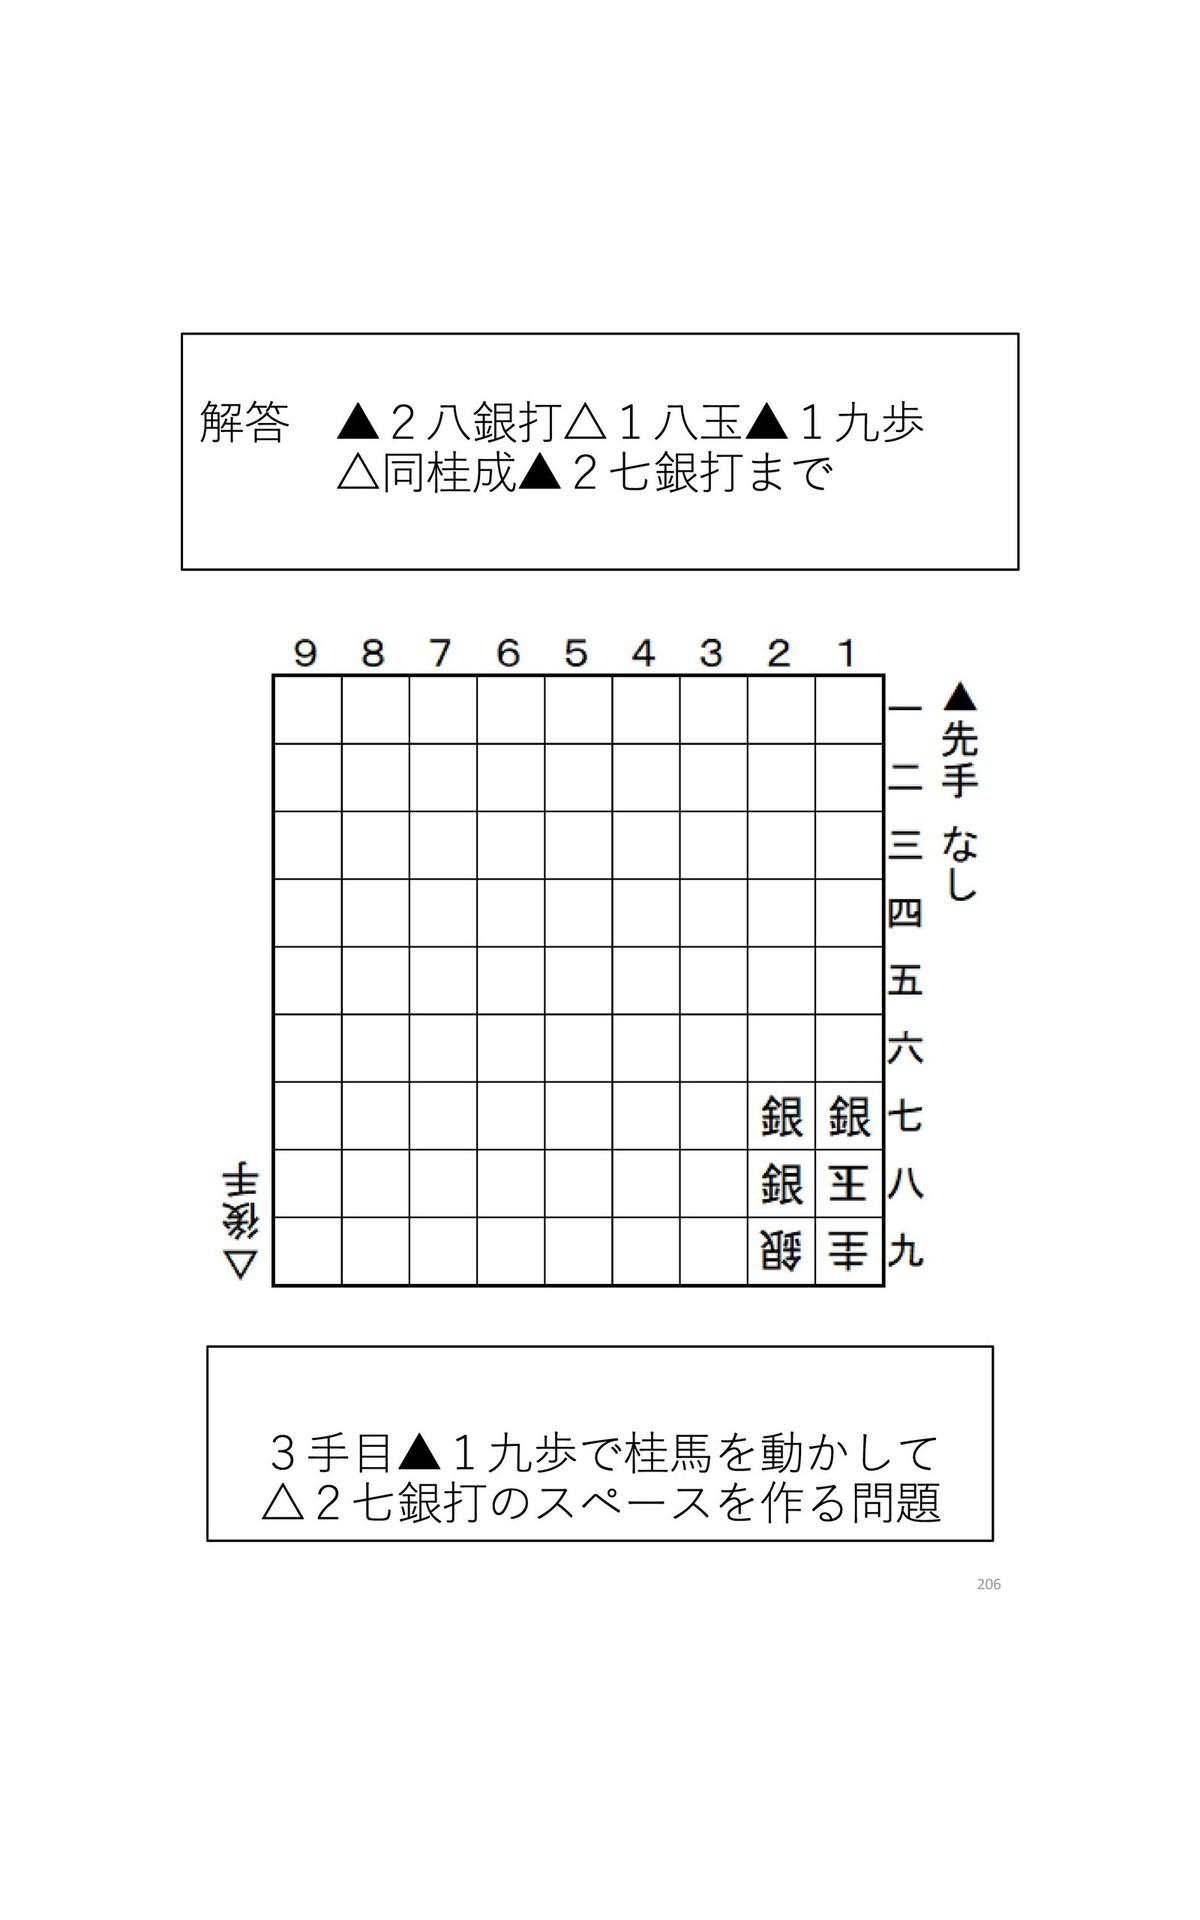 解答　▲２八銀打△１八玉▲１九歩
△同桂成▲２七銀打まで
9 8 7 6 5 4 3 2 1
一
二
三
四
五
六
銀 銀 七
銀 王 八
銀 圭 九
▲先手 なし
△後手
３手目▲１九歩で桂馬を動かして
△２七銀打のスペースを作る問題
206